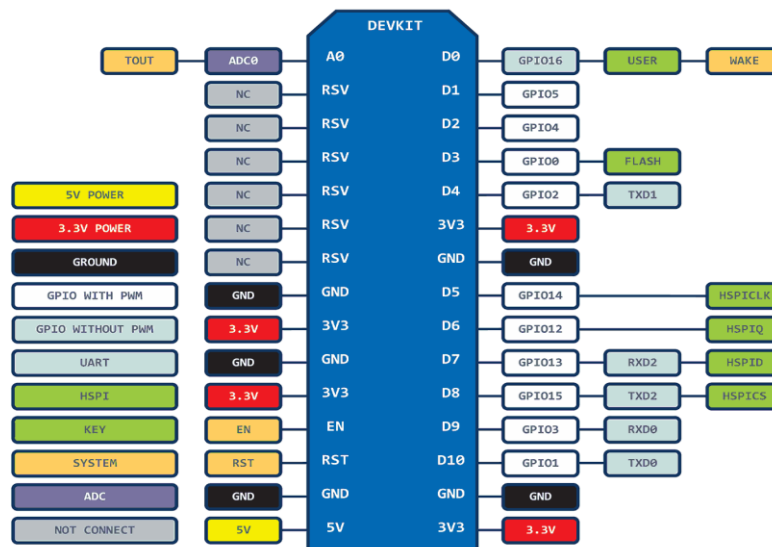 DEVKIT
TOUT ADC0 A0 D0 GPIO16 USER WAKE
NC RSV D1 GPIO5
NC RSV D2 GPIO4
NC RSV D3 GPIO0 FLASH
5V POWER NC RSV D4 GPIO2 TXD1
3.3V POWER NC RSV 3V3 3.3V
GROUND NC RSV GND GND
GPIO WITH PWM GND GND D5 GPIO14 HSPICLK
GPIO WITHOUT PWM 3.3V 3V3 D6 GPIO12 HSPIQ
UART GND GND D7 GPIO13 RXD2 HSPID
HSPI 3.3V 3V3 D8 GPIO15 TXD2 HSPICS
KEY EN EN D9 GPIO3 RXD0
SYSTEM RST RST D10 GPIO1 TXD0
ADC GND GND GND GND
NOT CONNECT 5V 5V 3V3 3.3V